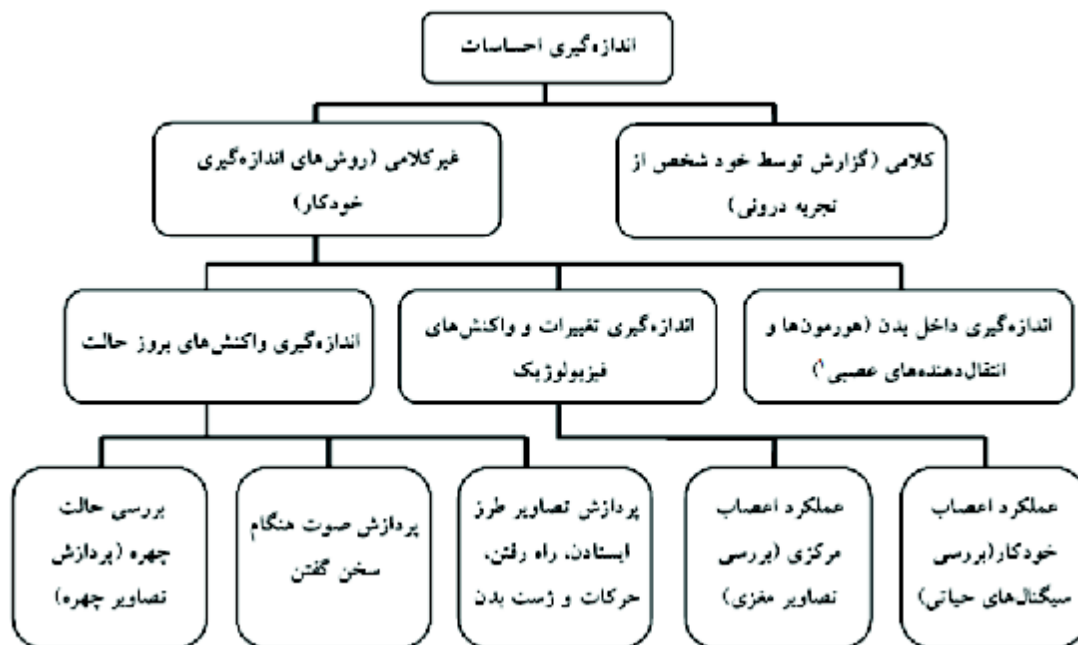 اندازه‌گیری احساسات
کلامی (گزارش توسط خود شخص از
تجربه درونی)
غیرکلامی (روش‌های اندازه‌گیری
خودکار)
اندازه‌گیری داخل بدن (هورمون‌ها و
انتقال‌دهنده‌های عصبی۱)
اندازه‌گیری تغییرات و واکنش‌های
فیزیولوژیک
اندازه‌گیری واکنش‌های بروز حالت
عملکرد اعصاب
خودکار(بررسی
سیگنال‌های حیاتی)
عملکرد اعصاب
مرکزی (بررسی
تصاویر مغزی)
پردازش تصاویر طرز
ایستادن، راه رفتن،
حرکات و ژست بدن
پردازش صوت هنگام
سخن گفتن
بررسی حالت
چهره (پردازش
تصاویر چهره)